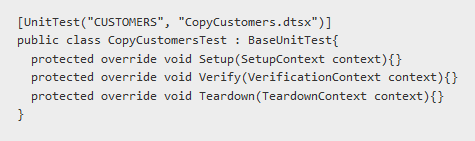 [UnitTest("CUSTOMERS", "CopyCustomers.dtsx")]
public class CopyCustomersTest : BaseUnitTest{
  protected override void Setup(SetupContext context){}
  protected override void Verify(VerificationContext context){}
  protected override void Teardown(TeardownContext context){}
}